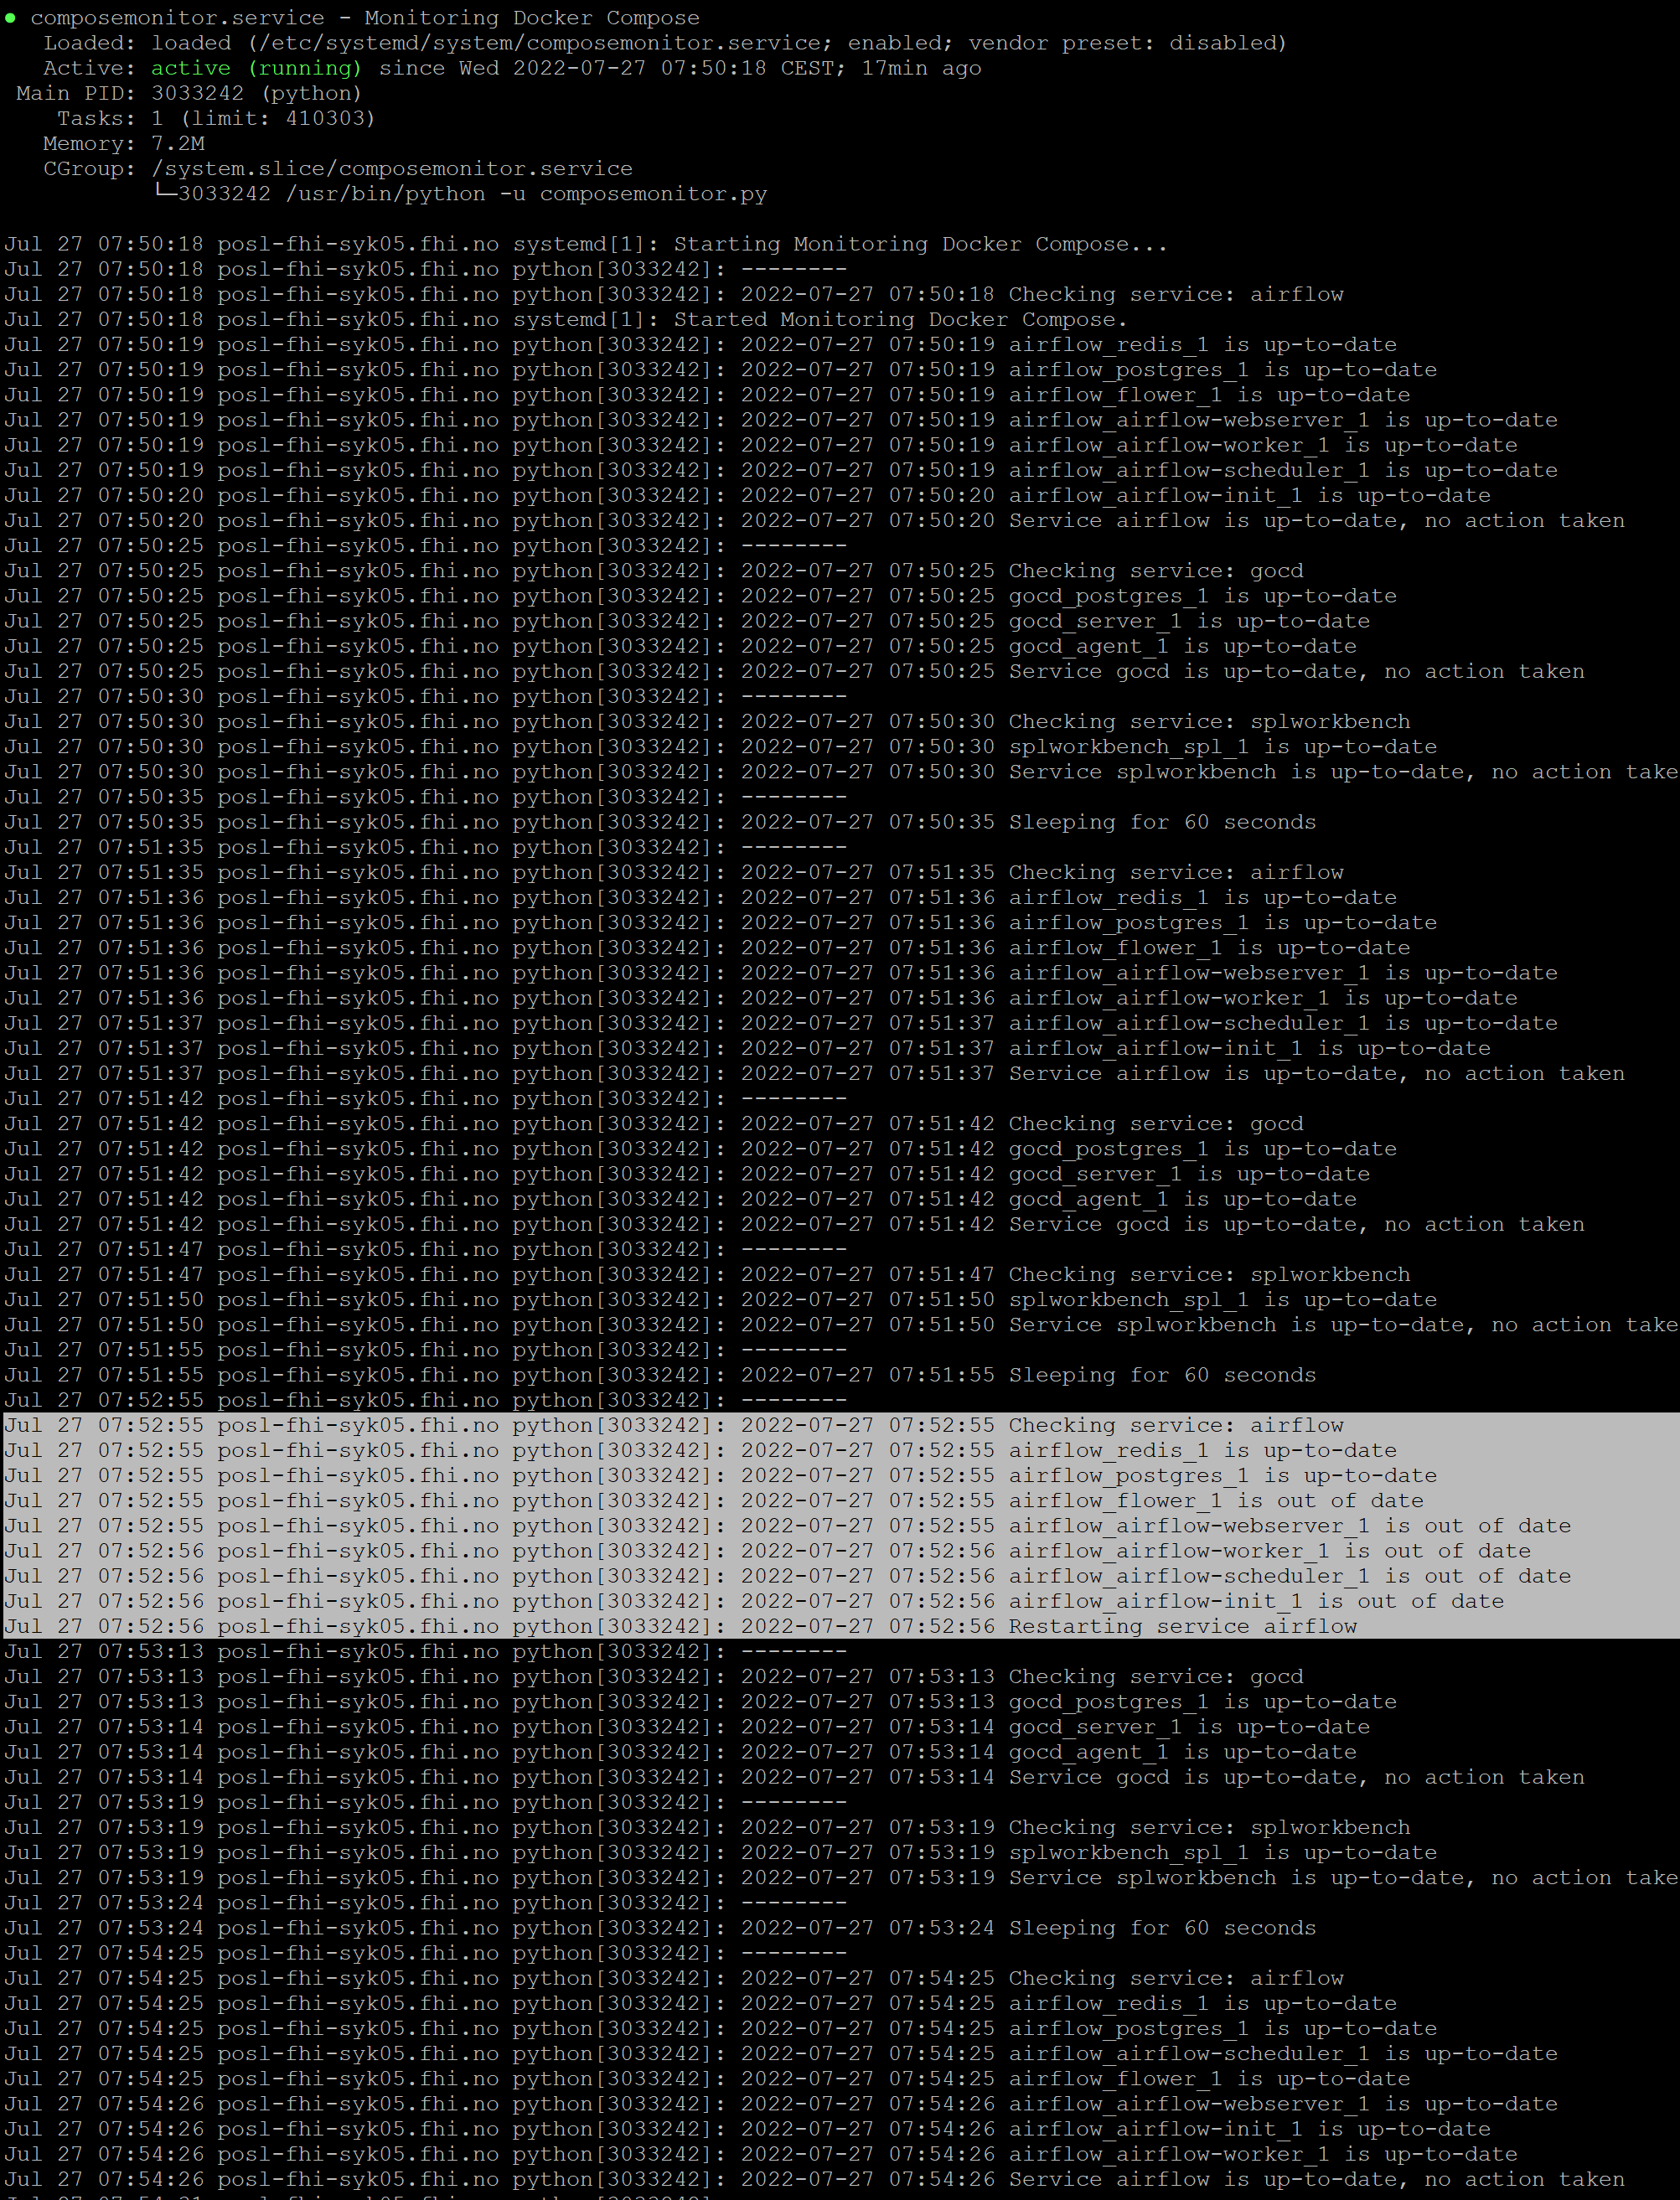 ● composemonitor.service - Monitoring Docker Compose
   Loaded: loaded (/etc/systemd/system/composemonitor.service; enabled; vendor preset: disabled)
   Active: active (running) since Wed 2022-07-27 07:50:18 CEST; 17min ago
 Main PID: 3033242 (python)
    Tasks: 1 (limit: 410303)
   Memory: 7.2M
   CGroup: /system.slice/composemonitor.service
           └─3033242 /usr/bin/python -u composemonitor.py

Jul 27 07:50:18 posl-fhi-syk05.fhi.no systemd[1]: Starting Monitoring Docker Compose...
Jul 27 07:50:18 posl-fhi-syk05.fhi.no python[3033242]: --------
Jul 27 07:50:18 posl-fhi-syk05.fhi.no python[3033242]: 2022-07-27 07:50:18 Checking service: airflow
Jul 27 07:50:18 posl-fhi-syk05.fhi.no systemd[1]: Started Monitoring Docker Compose.
Jul 27 07:50:19 posl-fhi-syk05.fhi.no python[3033242]: 2022-07-27 07:50:19 airflow_redis_1 is up-to-date
Jul 27 07:50:19 posl-fhi-syk05.fhi.no python[3033242]: 2022-07-27 07:50:19 airflow_postgres_1 is up-to-date
Jul 27 07:50:19 posl-fhi-syk05.fhi.no python[3033242]: 2022-07-27 07:50:19 airflow_flower_1 is up-to-date
Jul 27 07:50:19 posl-fhi-syk05.fhi.no python[3033242]: 2022-07-27 07:50:19 airflow_airflow-webserver_1 is up-to-date
Jul 27 07:50:19 posl-fhi-syk05.fhi.no python[3033242]: 2022-07-27 07:50:19 airflow_airflow-worker_1 is up-to-date
Jul 27 07:50:19 posl-fhi-syk05.fhi.no python[3033242]: 2022-07-27 07:50:19 airflow_airflow-scheduler_1 is up-to-date
Jul 27 07:50:20 posl-fhi-syk05.fhi.no python[3033242]: 2022-07-27 07:50:20 airflow_airflow-init_1 is up-to-date
Jul 27 07:50:20 posl-fhi-syk05.fhi.no python[3033242]: 2022-07-27 07:50:20 Service airflow is up-to-date, no action taken
Jul 27 07:50:25 posl-fhi-syk05.fhi.no python[3033242]: --------
Jul 27 07:50:25 posl-fhi-syk05.fhi.no python[3033242]: 2022-07-27 07:50:25 Checking service: gocd
Jul 27 07:50:25 posl-fhi-syk05.fhi.no python[3033242]: 2022-07-27 07:50:25 gocd_postgres_1 is up-to-date
Jul 27 07:50:25 posl-fhi-syk05.fhi.no python[3033242]: 2022-07-27 07:50:25 gocd_server_1 is up-to-date
Jul 27 07:50:25 posl-fhi-syk05.fhi.no python[3033242]: 2022-07-27 07:50:25 gocd_agent_1 is up-to-date
Jul 27 07:50:25 posl-fhi-syk05.fhi.no python[3033242]: 2022-07-27 07:50:25 Service gocd is up-to-date, no action taken
Jul 27 07:50:30 posl-fhi-syk05.fhi.no python[3033242]: --------
Jul 27 07:50:30 posl-fhi-syk05.fhi.no python[3033242]: 2022-07-27 07:50:30 Checking service: splworkbench
Jul 27 07:50:30 posl-fhi-syk05.fhi.no python[3033242]: 2022-07-27 07:50:30 splworkbench_spl_1 is up-to-date
Jul 27 07:50:30 posl-fhi-syk05.fhi.no python[3033242]: 2022-07-27 07:50:30 Service splworkbench is up-to-date, no action take
Jul 27 07:50:35 posl-fhi-syk05.fhi.no python[3033242]: --------
Jul 27 07:50:35 posl-fhi-syk05.fhi.no python[3033242]: 2022-07-27 07:50:35 Sleeping for 60 seconds
Jul 27 07:51:35 posl-fhi-syk05.fhi.no python[3033242]: --------
Jul 27 07:51:35 posl-fhi-syk05.fhi.no python[3033242]: 2022-07-27 07:51:35 Checking service: airflow
Jul 27 07:51:36 posl-fhi-syk05.fhi.no python[3033242]: 2022-07-27 07:51:36 airflow_redis_1 is up-to-date
Jul 27 07:51:36 posl-fhi-syk05.fhi.no python[3033242]: 2022-07-27 07:51:36 airflow_postgres_1 is up-to-date
Jul 27 07:51:36 posl-fhi-syk05.fhi.no python[3033242]: 2022-07-27 07:51:36 airflow_flower_1 is up-to-date
Jul 27 07:51:36 posl-fhi-syk05.fhi.no python[3033242]: 2022-07-27 07:51:36 airflow_airflow-webserver_1 is up-to-date
Jul 27 07:51:36 posl-fhi-syk05.fhi.no python[3033242]: 2022-07-27 07:51:36 airflow_airflow-worker_1 is up-to-date
Jul 27 07:51:37 posl-fhi-syk05.fhi.no python[3033242]: 2022-07-27 07:51:37 airflow_airflow-scheduler_1 is up-to-date
Jul 27 07:51:37 posl-fhi-syk05.fhi.no python[3033242]: 2022-07-27 07:51:37 airflow_airflow-init_1 is up-to-date
Jul 27 07:51:37 posl-fhi-syk05.fhi.no python[3033242]: 2022-07-27 07:51:37 Service airflow is up-to-date, no action taken
Jul 27 07:51:42 posl-fhi-syk05.fhi.no python[3033242]: --------
Jul 27 07:51:42 posl-fhi-syk05.fhi.no python[3033242]: 2022-07-27 07:51:42 Checking service: gocd
Jul 27 07:51:42 posl-fhi-syk05.fhi.no python[3033242]: 2022-07-27 07:51:42 gocd_postgres_1 is up-to-date
Jul 27 07:51:42 posl-fhi-syk05.fhi.no python[3033242]: 2022-07-27 07:51:42 gocd_server_1 is up-to-date
Jul 27 07:51:42 posl-fhi-syk05.fhi.no python[3033242]: 2022-07-27 07:51:42 gocd_agent_1 is up-to-date
Jul 27 07:51:42 posl-fhi-syk05.fhi.no python[3033242]: 2022-07-27 07:51:42 Service gocd is up-to-date, no action taken
Jul 27 07:51:47 posl-fhi-syk05.fhi.no python[3033242]: --------
Jul 27 07:51:47 posl-fhi-syk05.fhi.no python[3033242]: 2022-07-27 07:51:47 Checking service: splworkbench
Jul 27 07:51:50 posl-fhi-syk05.fhi.no python[3033242]: 2022-07-27 07:51:50 splworkbench_spl_1 is up-to-date
Jul 27 07:51:50 posl-fhi-syk05.fhi.no python[3033242]: 2022-07-27 07:51:50 Service splworkbench is up-to-date, no action take
Jul 27 07:51:55 posl-fhi-syk05.fhi.no python[3033242]: --------
Jul 27 07:51:55 posl-fhi-syk05.fhi.no python[3033242]: 2022-07-27 07:51:55 Sleeping for 60 seconds
Jul 27 07:52:55 posl-fhi-syk05.fhi.no python[3033242]: --------
Jul 27 07:52:55 posl-fhi-syk05.fhi.no python[3033242]: 2022-07-27 07:52:55 Checking service: airflow
Jul 27 07:52:55 posl-fhi-syk05.fhi.no python[3033242]: 2022-07-27 07:52:55 airflow_redis_1 is up-to-date
Jul 27 07:52:55 posl-fhi-syk05.fhi.no python[3033242]: 2022-07-27 07:52:55 airflow_postgres_1 is up-to-date
Jul 27 07:52:55 posl-fhi-syk05.fhi.no python[3033242]: 2022-07-27 07:52:55 airflow_flower_1 is out of date
Jul 27 07:52:55 posl-fhi-syk05.fhi.no python[3033242]: 2022-07-27 07:52:55 airflow_airflow-webserver_1 is out of date
Jul 27 07:52:56 posl-fhi-syk05.fhi.no python[3033242]: 2022-07-27 07:52:56 airflow_airflow-worker_1 is out of date
Jul 27 07:52:56 posl-fhi-syk05.fhi.no python[3033242]: 2022-07-27 07:52:56 airflow_airflow-scheduler_1 is out of date
Jul 27 07:52:56 posl-fhi-syk05.fhi.no python[3033242]: 2022-07-27 07:52:56 airflow_airflow-init_1 is out of date
Jul 27 07:52:56 posl-fhi-syk05.fhi.no python[3033242]: 2022-07-27 07:52:56 Restarting service airflow
Jul 27 07:53:13 posl-fhi-syk05.fhi.no python[3033242]: --------
Jul 27 07:53:13 posl-fhi-syk05.fhi.no python[3033242]: 2022-07-27 07:53:13 Checking service: gocd
Jul 27 07:53:13 posl-fhi-syk05.fhi.no python[3033242]: 2022-07-27 07:53:13 gocd_postgres_1 is up-to-date
Jul 27 07:53:14 posl-fhi-syk05.fhi.no python[3033242]: 2022-07-27 07:53:14 gocd_server_1 is up-to-date
Jul 27 07:53:14 posl-fhi-syk05.fhi.no python[3033242]: 2022-07-27 07:53:14 gocd_agent_1 is up-to-date
Jul 27 07:53:14 posl-fhi-syk05.fhi.no python[3033242]: 2022-07-27 07:53:14 Service gocd is up-to-date, no action taken
Jul 27 07:53:19 posl-fhi-syk05.fhi.no python[3033242]: --------
Jul 27 07:53:19 posl-fhi-syk05.fhi.no python[3033242]: 2022-07-27 07:53:19 Checking service: splworkbench
Jul 27 07:53:19 posl-fhi-syk05.fhi.no python[3033242]: 2022-07-27 07:53:19 splworkbench_spl_1 is up-to-date
Jul 27 07:53:19 posl-fhi-syk05.fhi.no python[3033242]: 2022-07-27 07:53:19 Service splworkbench is up-to-date, no action take
Jul 27 07:53:24 posl-fhi-syk05.fhi.no python[3033242]: --------
Jul 27 07:53:24 posl-fhi-syk05.fhi.no python[3033242]: 2022-07-27 07:53:24 Sleeping for 60 seconds
Jul 27 07:54:25 posl-fhi-syk05.fhi.no python[3033242]: --------
Jul 27 07:54:25 posl-fhi-syk05.fhi.no python[3033242]: 2022-07-27 07:54:25 Checking service: airflow
Jul 27 07:54:25 posl-fhi-syk05.fhi.no python[3033242]: 2022-07-27 07:54:25 airflow_redis_1 is up-to-date
Jul 27 07:54:25 posl-fhi-syk05.fhi.no python[3033242]: 2022-07-27 07:54:25 airflow_postgres_1 is up-to-date
Jul 27 07:54:25 posl-fhi-syk05.fhi.no python[3033242]: 2022-07-27 07:54:25 airflow_airflow-scheduler_1 is up-to-date
Jul 27 07:54:25 posl-fhi-syk05.fhi.no python[3033242]: 2022-07-27 07:54:25 airflow_flower_1 is up-to-date
Jul 27 07:54:26 posl-fhi-syk05.fhi.no python[3033242]: 2022-07-27 07:54:26 airflow_airflow-webserver_1 is up-to-date
Jul 27 07:54:26 posl-fhi-syk05.fhi.no python[3033242]: 2022-07-27 07:54:26 airflow_airflow-init_1 is up-to-date
Jul 27 07:54:26 posl-fhi-syk05.fhi.no python[3033242]: 2022-07-27 07:54:26 airflow_airflow-worker_1 is up-to-date
Jul 27 07:54:26 posl-fhi-syk05.fhi.no python[3033242]: 2022-07-27 07:54:26 Service airflow is up-to-date, no action taken